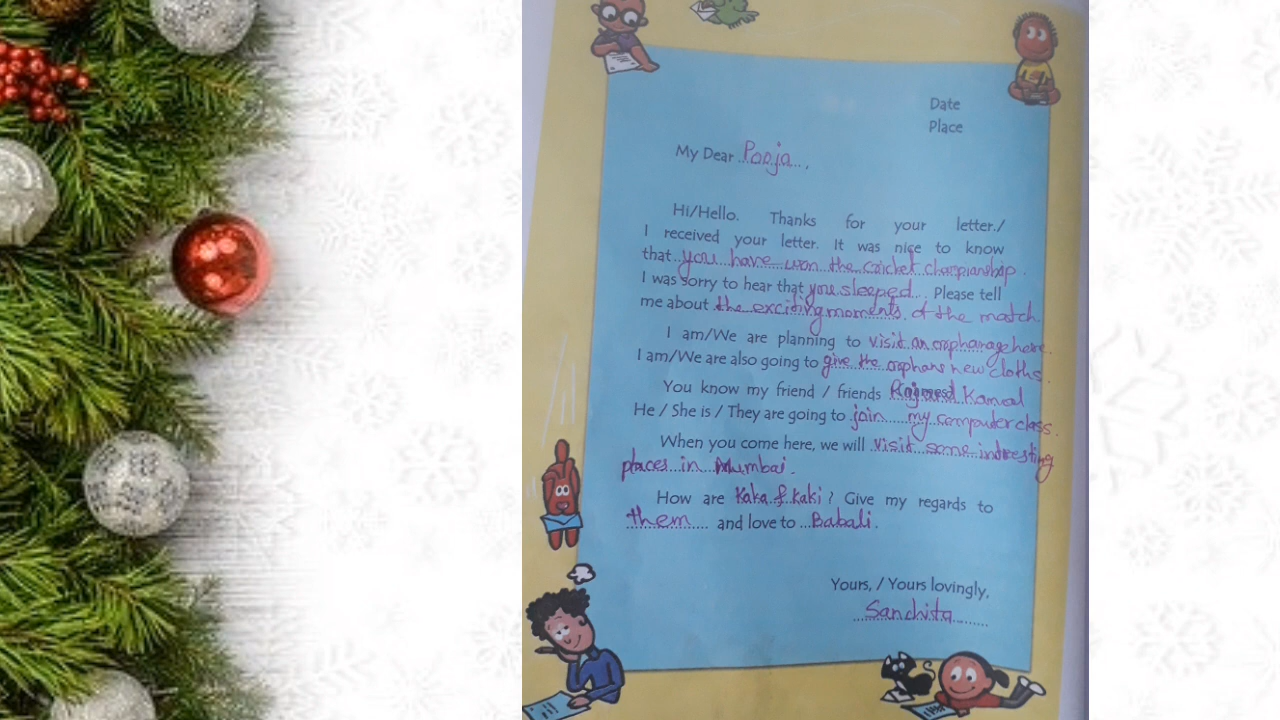 Date
Place
My Dear Pooja ,
Hi/Hello. Thanks for your letter./
I received your letter. It was nice to know
that you have won the cricket championship .
I was sorry to hear that you sleeped . Please tell
me about the exciting moments of the match.
I am/We are planning to visit an orphanage here.
I am/We are also going to give the orphans new cloths.
You know my friend / friends Kanwal
He / She is / They are going to join my computer class.
When you come here, we will visit some intresting
places in Mumbai .
How are Kaka & Kaki ? Give my regards to
them and love to Babali .
Yours, / Yours lovingly,
Sanchita